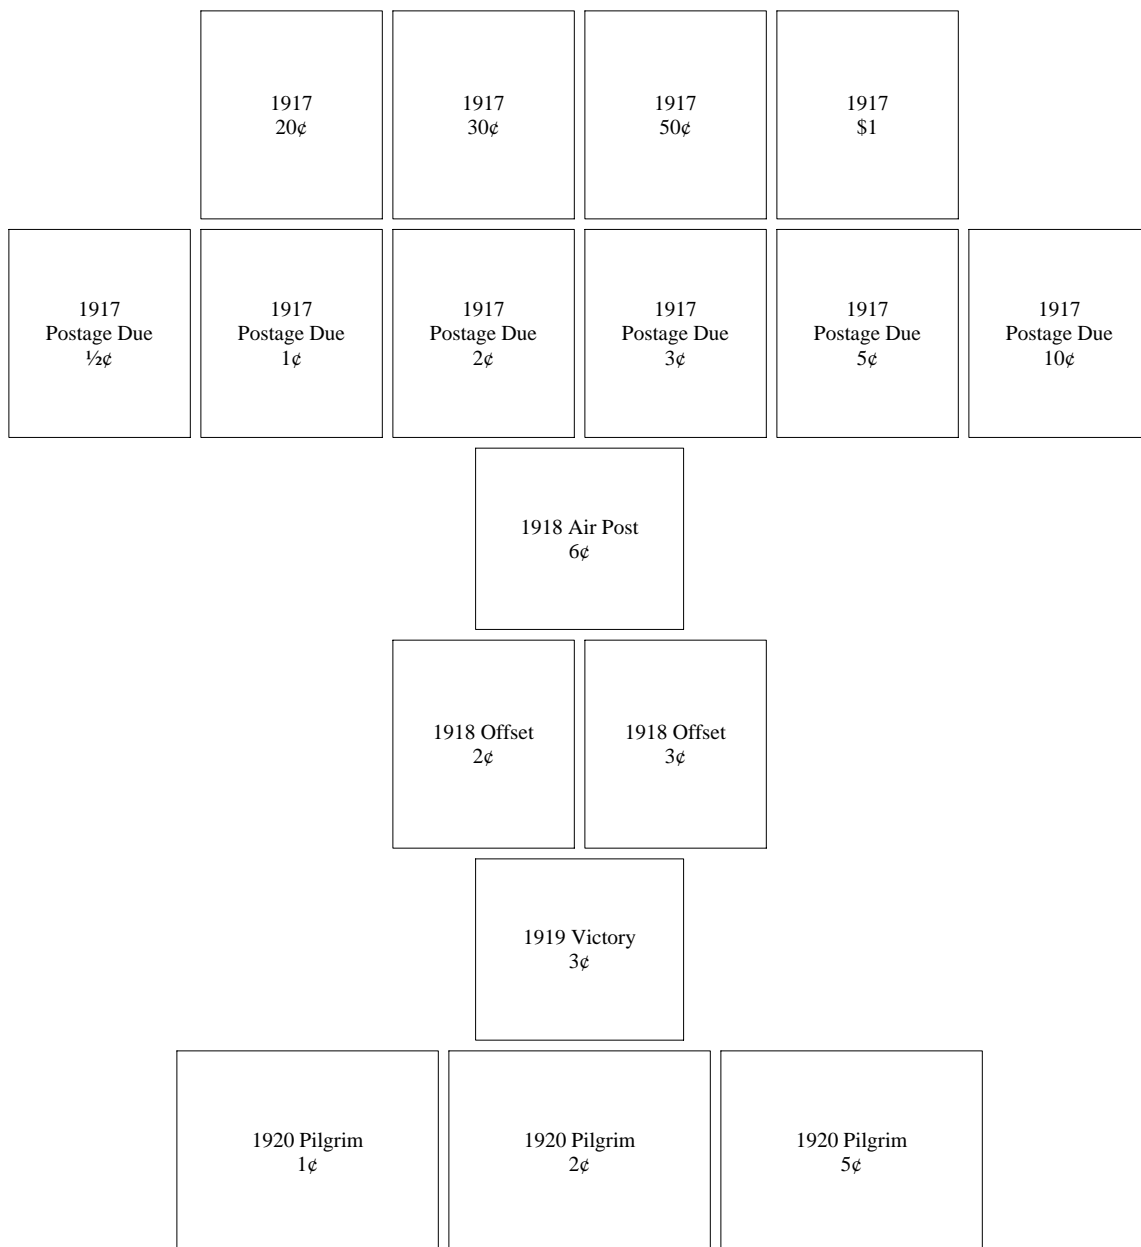 1917
20¢
1917
30¢
1917
50¢
1917
$1
1917
Postage Due
½¢
1917
Postage Due
1¢
1917
Postage Due
2¢
1917
Postage Due
3¢
1917
Postage Due
5¢
1917
Postage Due
10¢
1918 Air Post
6¢
1918 Offset
2¢
1918 Offset
3¢
1919 Victory
3¢
1920 Pilgrim
1¢
1920 Pilgrim
2¢
1920 Pilgrim
5¢